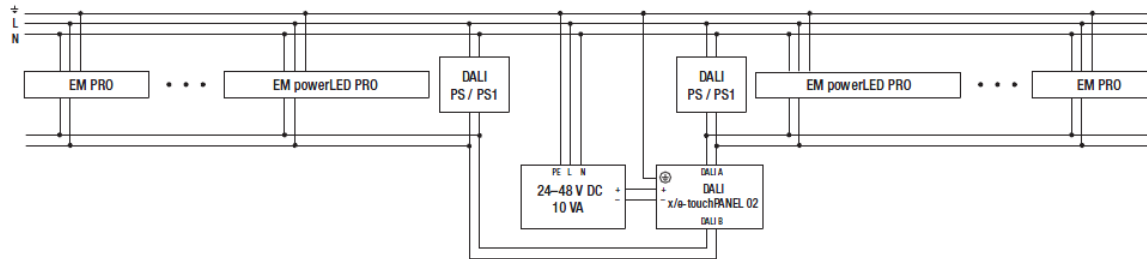 L
N
EM PRO
EM powerLED PRO
DALI
PS / PS1
DALI
PS / PS1
EM powerLED PRO
EM PRO
PE L N
24–48 V DC
10 VA
+
–
DALI A
+
–
DALI
x/e-touchPANEL 02
DALI B